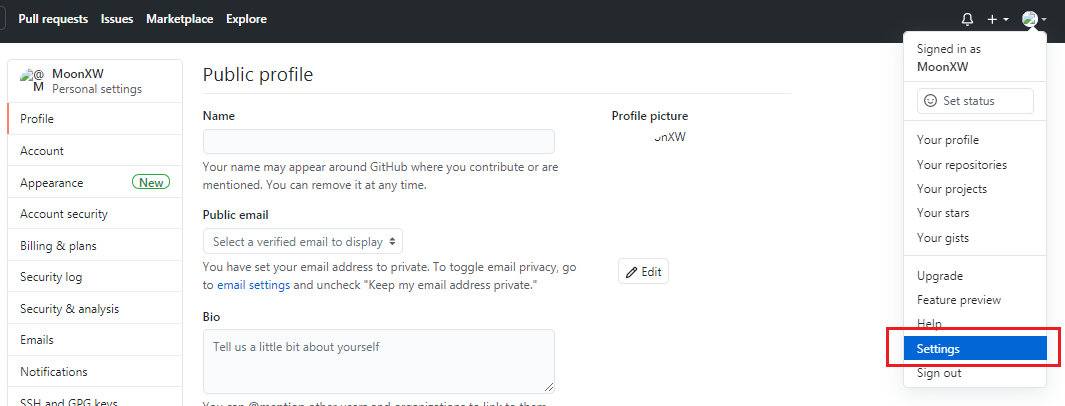 Pull requests Issues Marketplace Explore
Signed in as
MoonXW
Set status
Your profile
Your repositories
Your projects
Your stars
Your gists
Upgrade
Feature preview
Help
Settings
Sign out
@
M
MoonXW
Personal settings
Profile
Account
Appearance New
Account security
Billing & plans
Security log
Security & analysis
Emails
Notifications
SSH and GPG keys
Public profile
Name
Your name may appear around GitHub where you contribute or are
mentioned. You can remove it at any time.
Public email
Select a verified email to display
You have set your email address to private. To toggle email privacy, go
to email settings and uncheck "Keep my email address private."
Bio
Tell us a little bit about yourself
You can @mention other users and organizations to link to them.
Profile picture
onXW
Edit